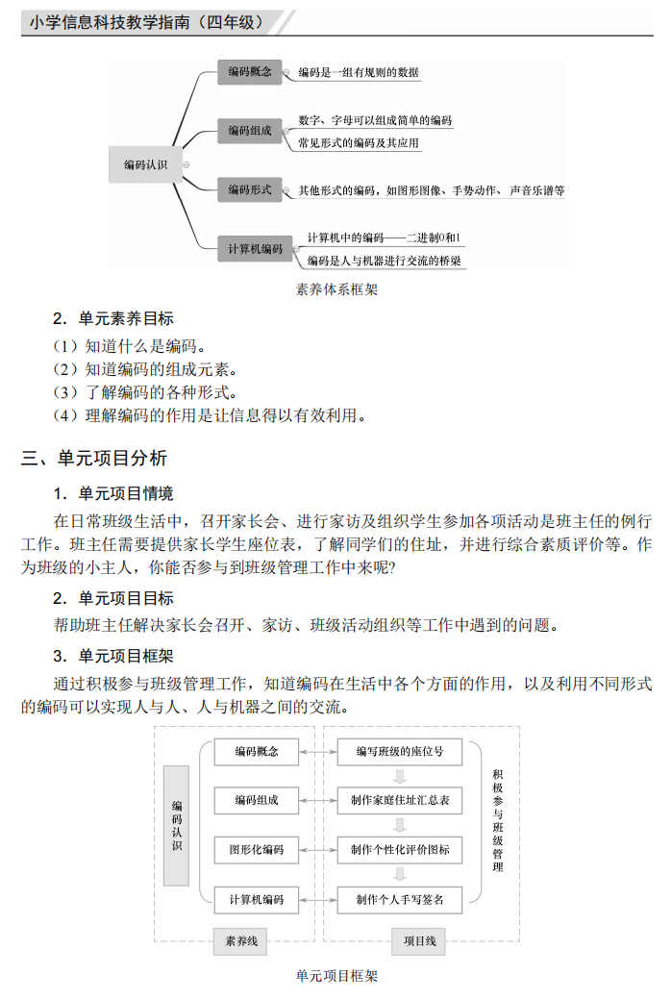 小学信息科技教学指南（四年级）
编码概念
编码是一组有规则的数据
编码组成
数字、字母可以组成简单的编码
常见形式的编码及其应用
编码认识
编码形式
其他形式的编码，如图形图像、手势动作、声音乐谱等
计算机编码
计算机中的编码——二进制0和1
编码是人与机器进行交流的桥梁
素养体系框架
2．单元素养目标
（1）知道什么是编码。
（2）知道编码的组成元素。
（3）了解编码的各种形式。
（4）理解编码的作用是让信息得以有效利用。
三、单元项目分析
1．单元项目情境
在日常班级生活中，召开家长会、进行家访及组织学生参加各项活动是班主任的例行
工作。班主任需要提供家长学生座位表，了解同学们的住址，并进行综合素质评价等。作
为班级的小主人，你能否参与到班级管理工作中来呢?
2．单元项目目标
帮助班主任解决家长会召开、家访、班级活动组织等工作中遇到的问题。
3．单元项目框架
通过积极参与班级管理工作，知道编码在生活中各个方面的作用，以及利用不同形式
的编码可以实现人与人、人与机器之间的交流。
编码认识
编码概念
编写班级的座位号
编码组成
制作家庭住址汇总表
图形化编码
制作个性化评价图标
计算机编码
制作个人手写签名
积极参与班级管理
素养线
项目线
单元项目框架